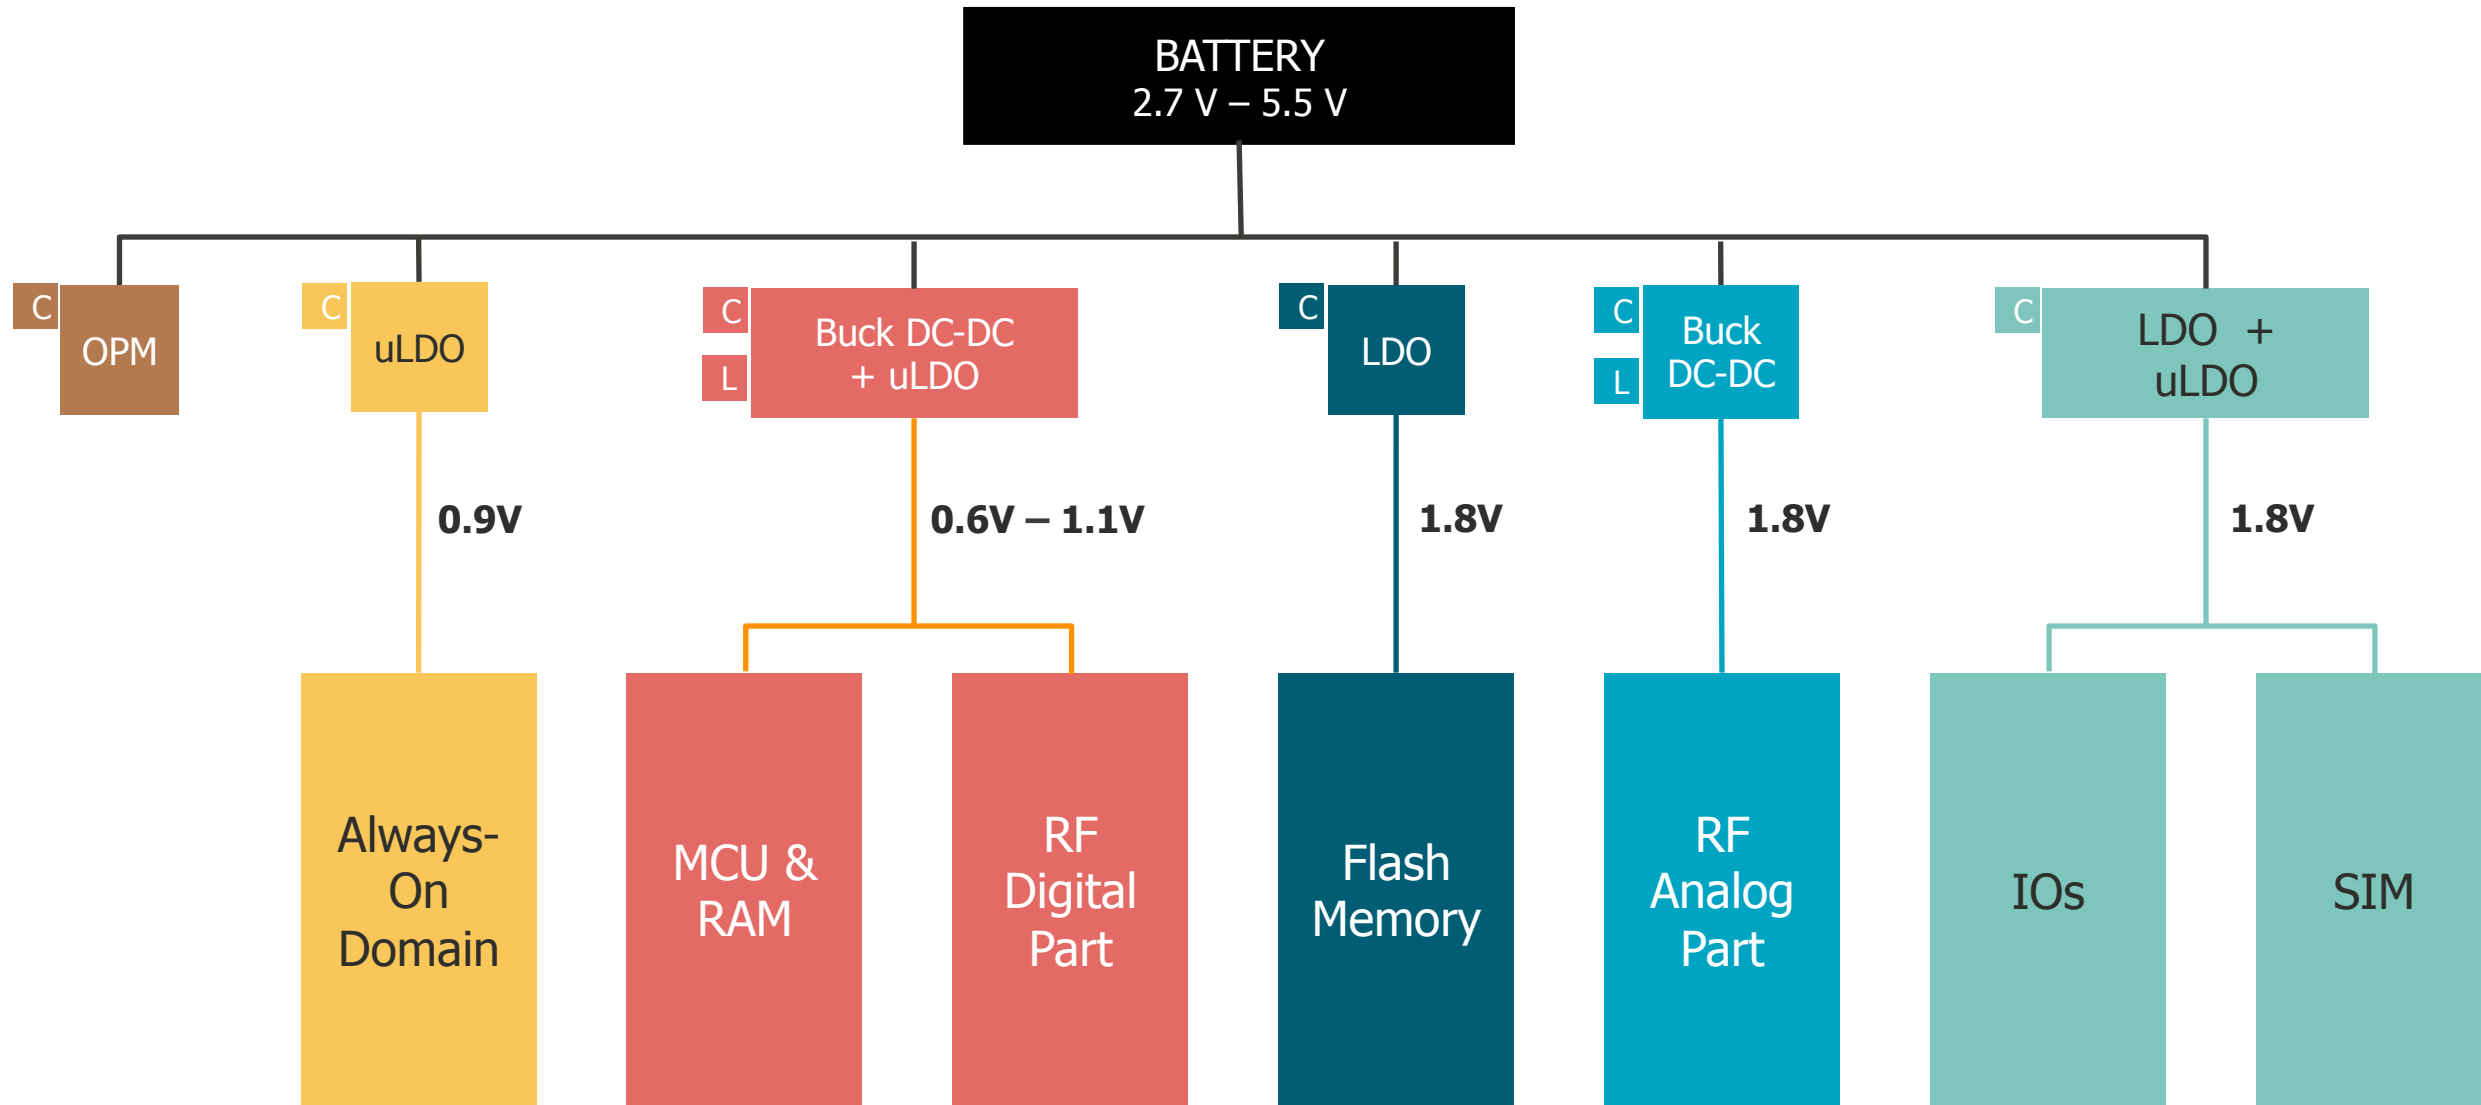 BATTERY
2.7 V – 5.5 V
C
OPM
C
uLDO
C
L
Buck DC-DC
+ uLDO
C
LDO
C
L
Buck
DC-DC
C
LDO +
uLDO
0.9V
0.6V – 1.1V
1.8V
1.8V
1.8V
Always-
On
Domain
MCU &
RAM
RF
Digital
Part
Flash
Memory
RF
Analog
Part
IOs
SIM